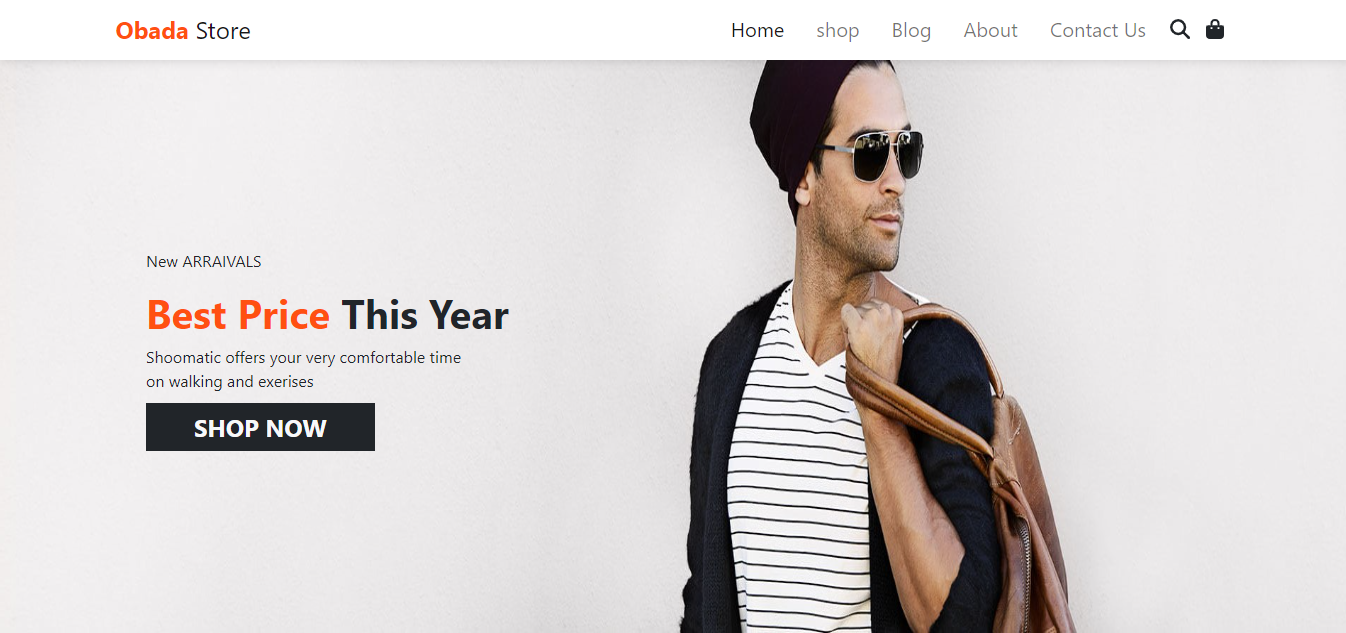 Obada Store
Home shop Blog About Contact Us
New ARRAIVALS
Best Price This Year
Shoomatic offers your very comfortable time
on walking and exerises
SHOP NOW